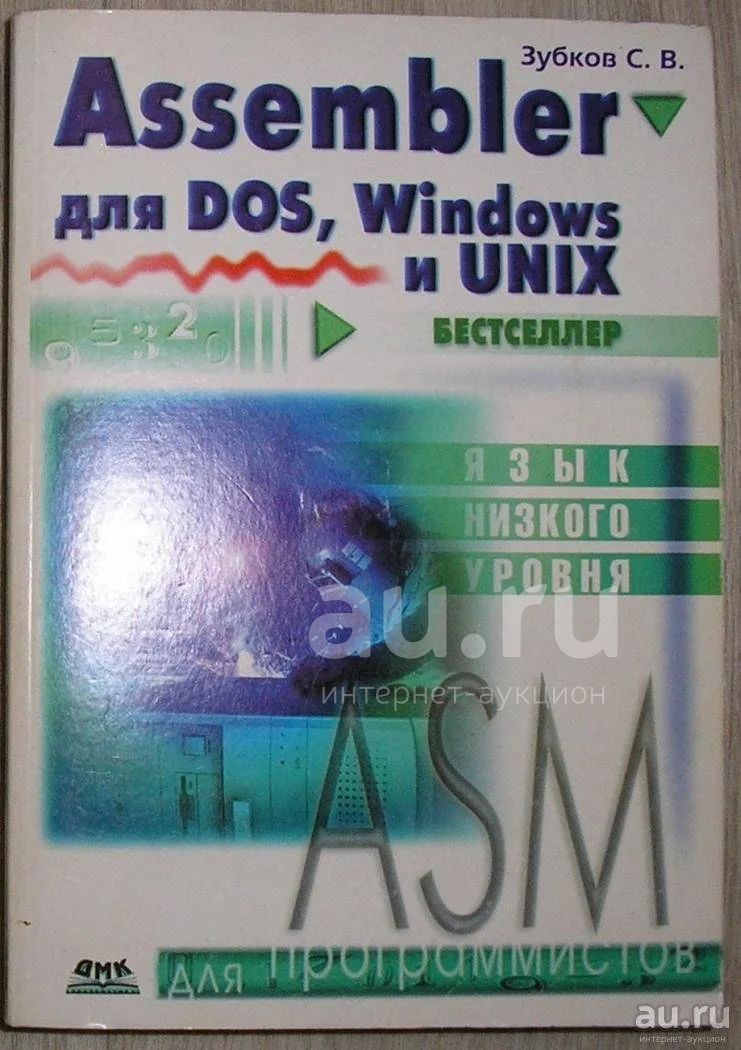 Зубков С. В.
Assembler
для DOS, Windows
и UNIX
БЕСТСЕЛЛЕР
ЯЗЫК
НИЗКОГО
УРОВНЯ
au.ru
интернет-аукцион
ASM
для программистов
ДМК
au.ru
интернет-аукцион